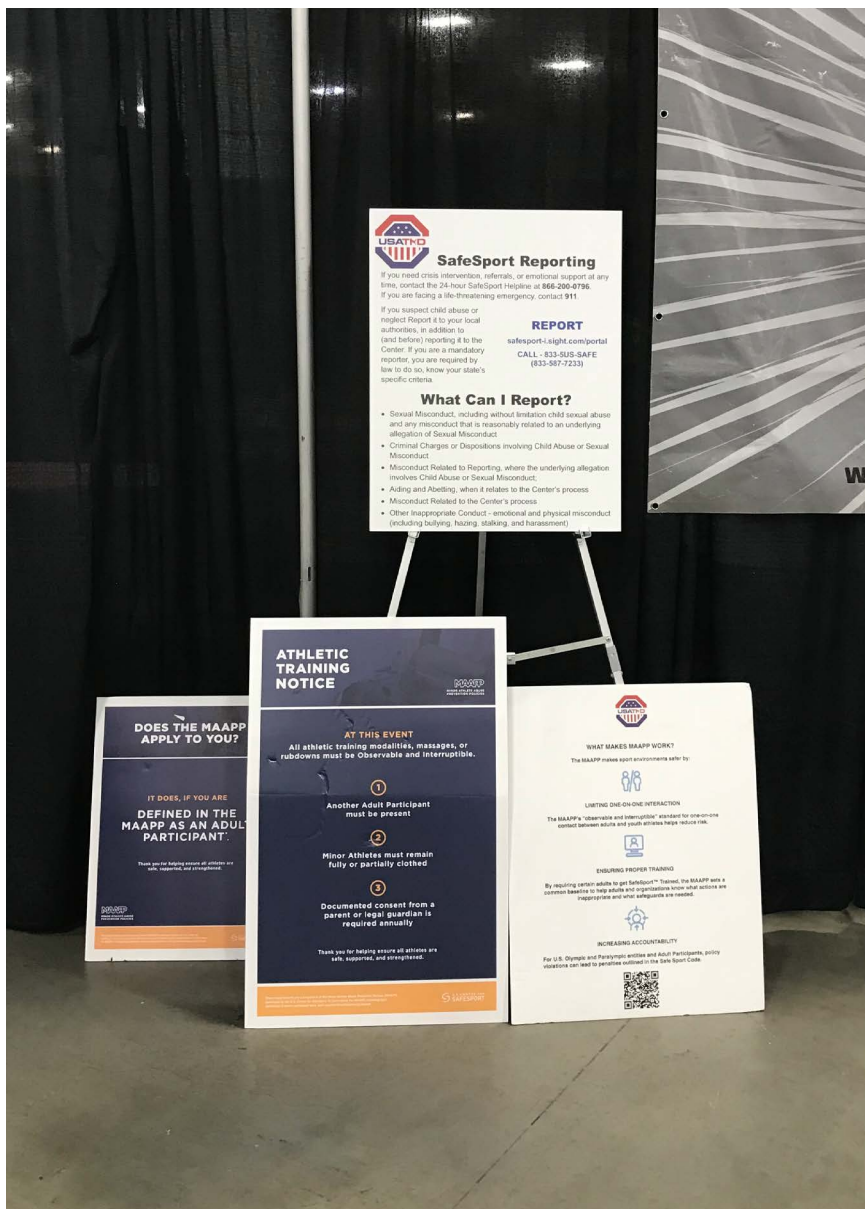 USATKD
SafeSport Reporting
If you need crisis intervention, referrals, or emotional support at any
time, contact the 24-hour SafeSport Helpline at 866-200-0796.
If you are facing a life-threatening emergency, contact 911.
If you suspect child abuse or
neglect Report it to your local
authorities, in addition to
(and before) reporting it to the
Center. If you are a mandatory
reporter, you are required by
law to do so, know your state's
specific criteria.
REPORT
safesport-i.sight.com/portal
CALL - 833-5US-SAFE
(833-587-7233)
What Can I Report?
• Sexual Misconduct, including without limitation child sexual abuse
and any misconduct that is reasonably related to an underlying
allegation of Sexual Misconduct
• Criminal Charges or Dispositions involving Child Abuse or Sexual
Misconduct
• Misconduct Related to Reporting, where the underlying allegation
involves Child Abuse or Sexual Misconduct;
• Aiding and Abetting, when it relates to the Center's process
• Misconduct Related to the Center's process
• Other Inappropriate Conduct - emotional and physical misconduct
(including bullying, hazing, stalking, and harassment)
W
DOES THE MAAPP
APPLY TO YOU?
IT DOES, IF YOU ARE
DEFINED IN THE
MAAPP AS AN ADULT
PARTICIPANT*.
Thank you for helping ensure all athletes are
safe, supported, and strengthened.
MAAPP
MINOR ATHLETE ABUSE
PREVENTION POLICIES
ATHLETIC
TRAINING
NOTICE
MAAPP
MINOR ATHLETE ABUSE
PREVENTION POLICIES
AT THIS EVENT
All athletic training modalities, massages, or
rubdowns must be Observable and Interruptible.
1
Another Adult Participant
must be present
2
Minor Athletes must remain
fully or partially clothed
3
Documented consent from a
parent or legal guardian is
required annually
Thank you for helping ensure all athletes are
safe, supported, and strengthened.
SAFESPORT
USATKD
WHAT MAKES MAAPP WORK?
The MAAPP makes sport environments safer by:
LIMITING ONE-ON-ONE INTERACTION
The MAAPP's "observable and interruptible" standard for one-on-one
contact between adults and youth athletes helps reduce risk.
ENSURING PROPER TRAINING
By requiring certain adults to get SafeSport™ Trained, the MAAPP sets a
common baseline to help adults and organizations know what actions are
inappropriate and what safeguards are needed.
INCREASING ACCOUNTABILITY
For U.S. Olympic and Paralympic entities and Adult Participants, policy
violations can lead to penalties outlined in the Safe Sport Code.